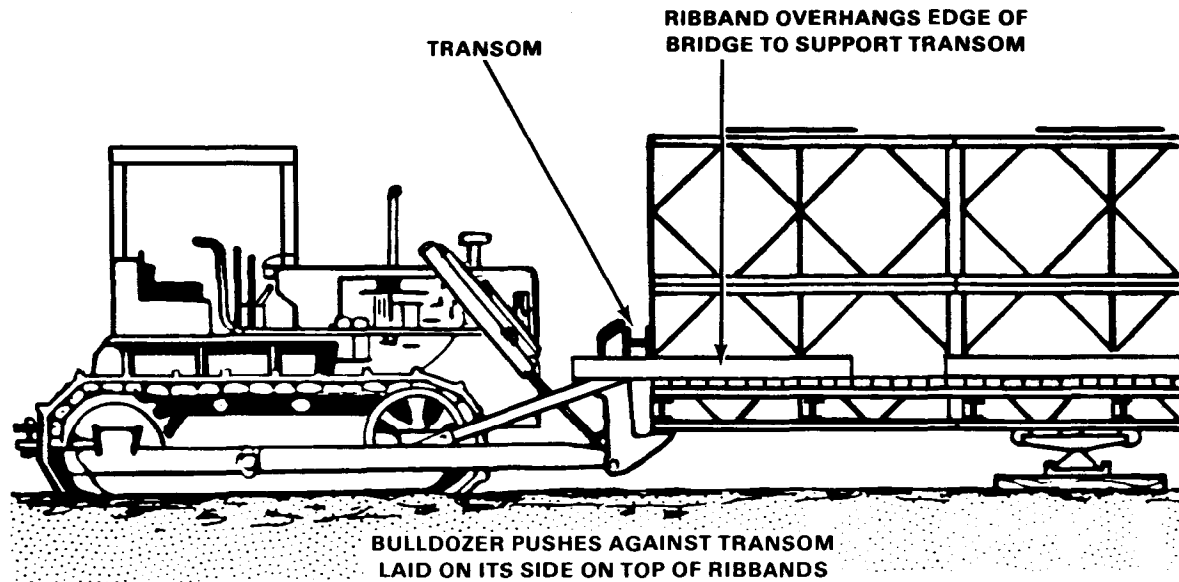 TRANSOM
RIBBAND OVERHANGS EDGE OF
BRIDGE TO SUPPORT TRANSOM
BULLDOZER PUSHES AGAINST TRANSOM
LAID ON ITS SIDE ON TOP OF RIBBANDS